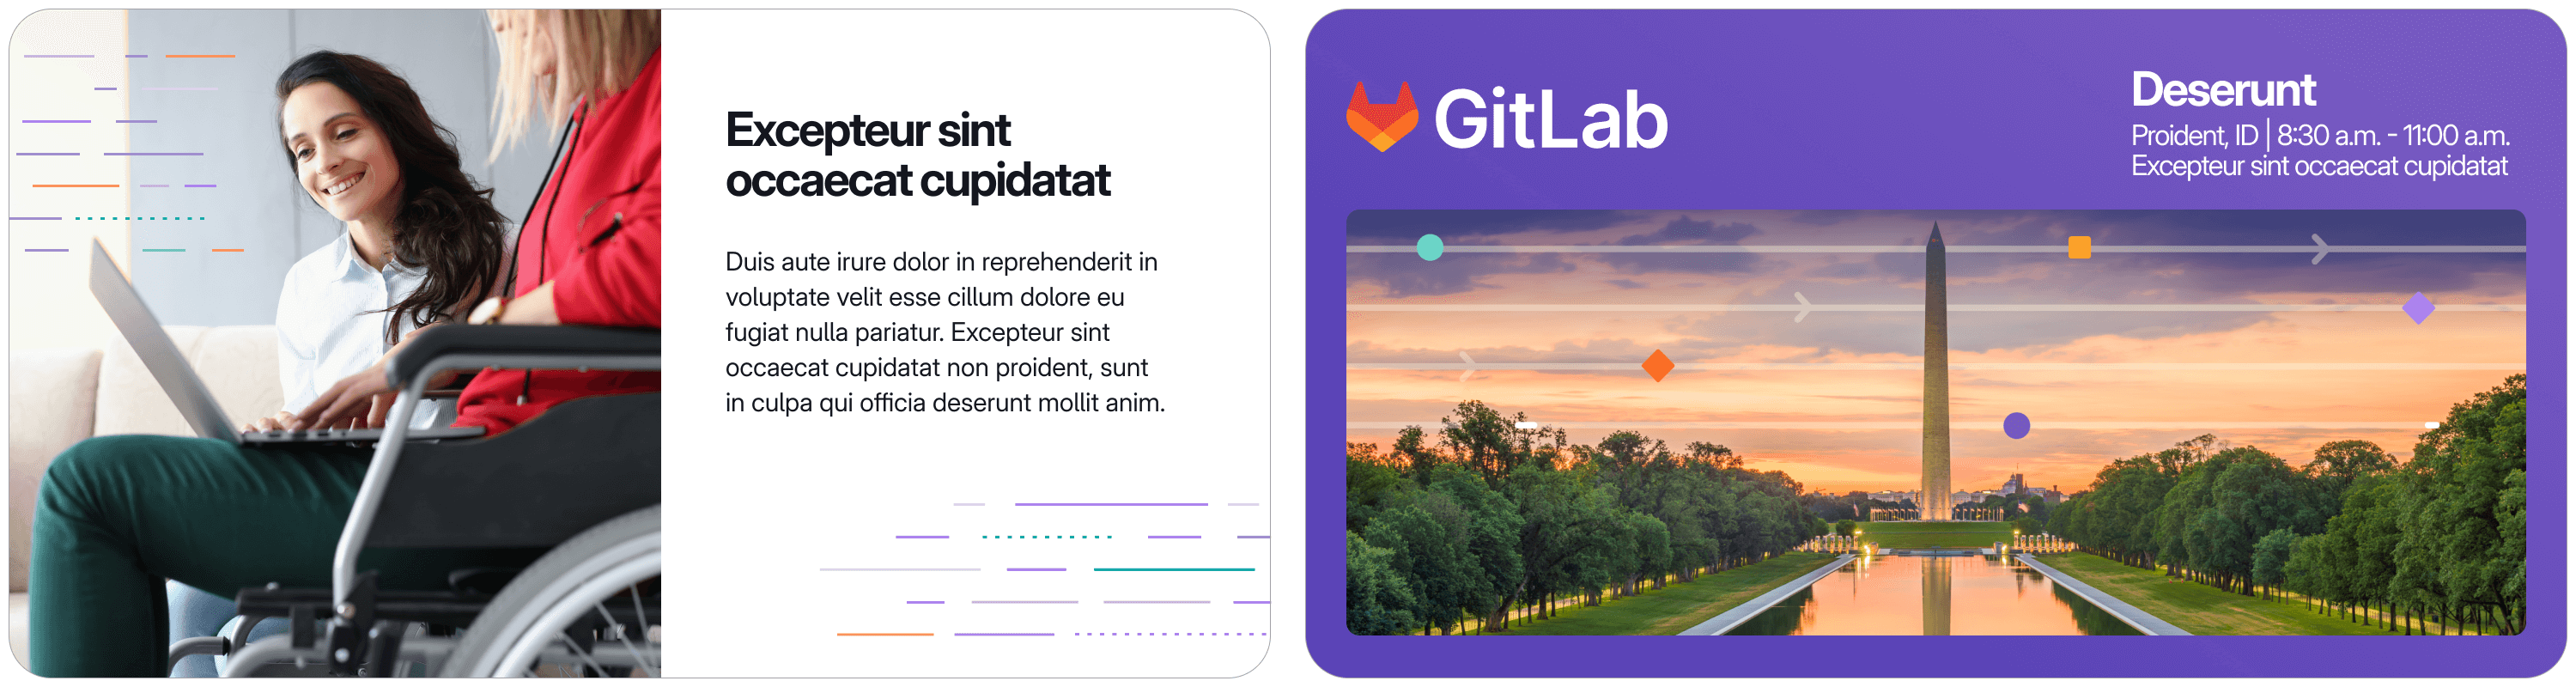 Excepteur sint
occaecat cupidatat
Duis aute irure dolor in reprehenderit in
voluptate velit esse cillum dolore eu
fugiat nulla pariatur. Excepteur sint
occaecat cupidatat non proident, sunt
in culpa qui officia deserunt mollit anim.
GitLab
Deserunt
Proident, ID | 8:30 a.m. - 11:00 a.m.
Excepteur sint occaecat cupidatat